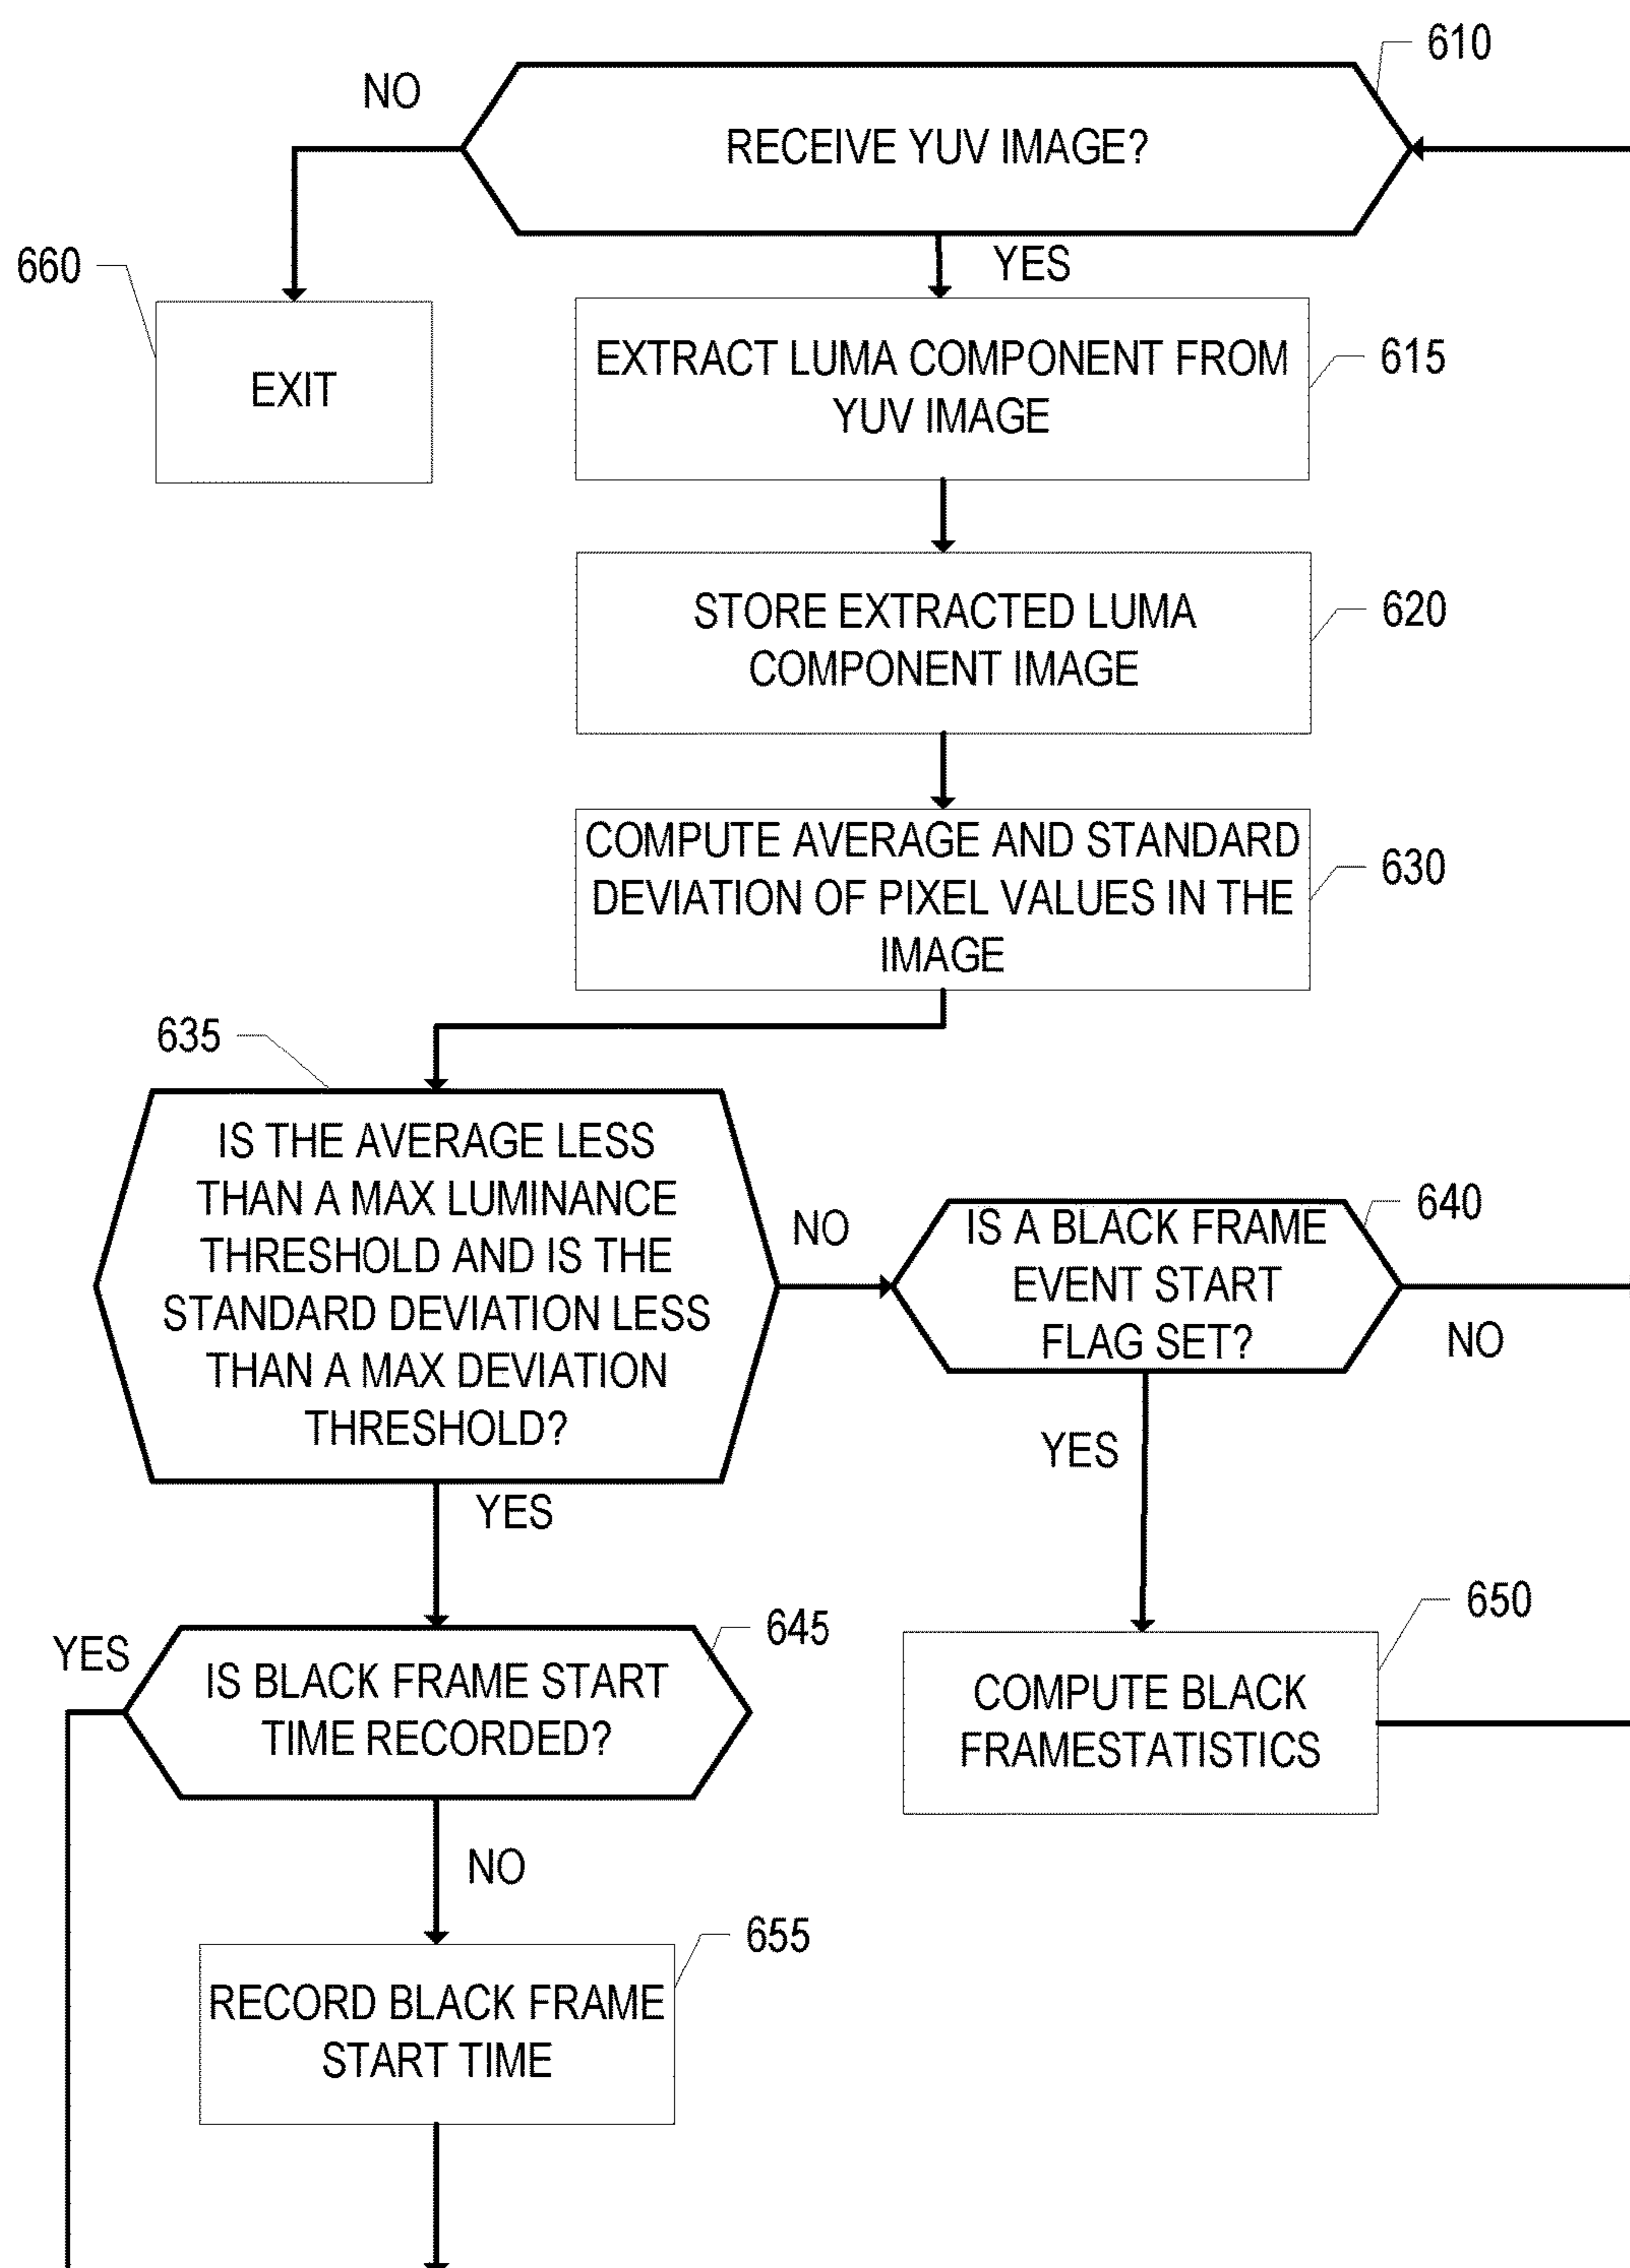 610
NO
RECEIVE YUV IMAGE?
660
YES
EXIT
EXTRACT LUMA COMPONENT FROM
YUV IMAGE
615
STORE EXTRACTED LUMA
COMPONENT IMAGE
620
COMPUTE AVERAGE AND STANDARD
DEVIATION OF PIXEL VALUES IN THE
IMAGE
630
635
IS THE AVERAGE LESS
THAN A MAX LUMINANCE
THRESHOLD AND IS THE
STANDARD DEVIATION LESS
THAN A MAX DEVIATION
THRESHOLD?
NO
640
IS A BLACK FRAME
EVENT START
FLAG SET?
NO
YES
YES
650
COMPUTE BLACK
FRAMESTATISTICS
645
YES
IS BLACK FRAME START
TIME RECORDED?
NO
655
RECORD BLACK FRAME
START TIME